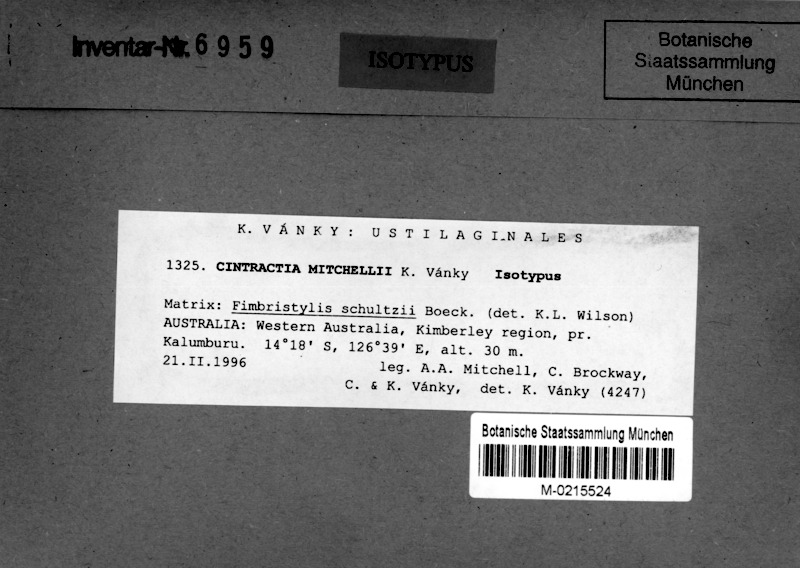 Inventar-Nr. 6959
ISOTYPUS
Botanische
Staatssammlung
München
K. VÁNKY: USTILAGINALES
1325. CINTRACTIA MITCHELLII K. Vánky Isotypus
Matrix: Fimbristylis schultzii Boeck. (det. K.L. Wilson)
AUSTRALIA: Western Australia, Kimberley region, pr.
Kalumburu. 14°18' S, 126°39' E, alt. 30 m.
21.II.1996 leg. A.A. Mitchell, C. Brockway,
C. & K. Vánky, det. K. Vánky (4247)
Botanische Staatssammlung München
M-0215524